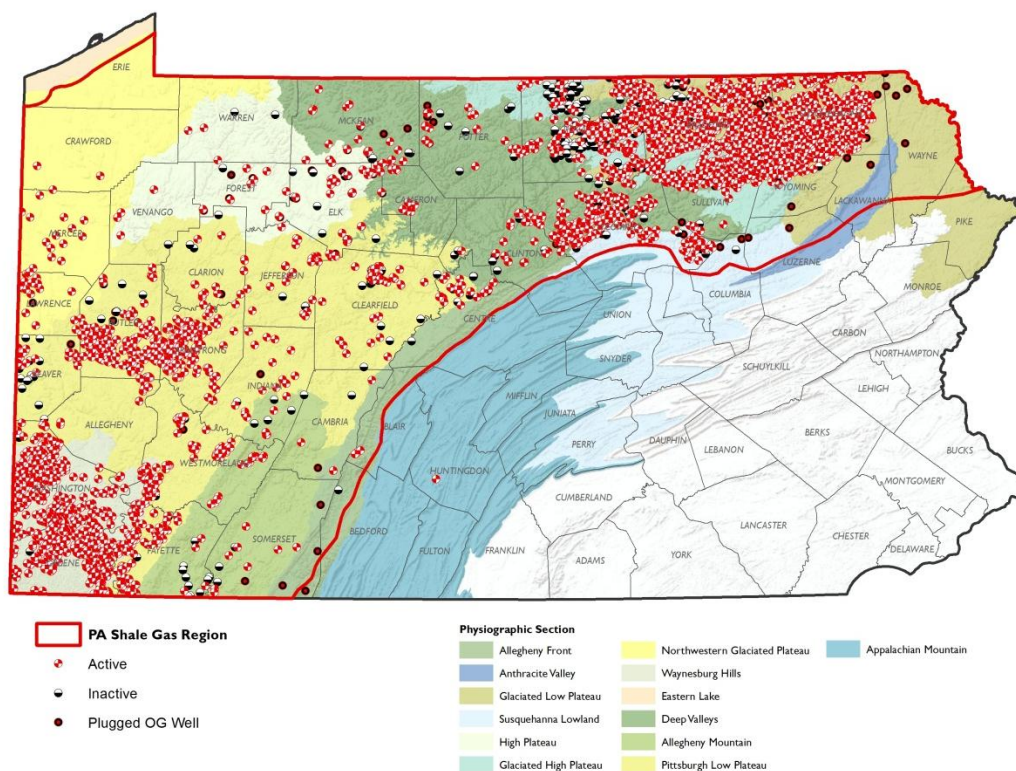 ERIE
CRAWFORD
WARREN
MCKEAN
POTTER
WAYNE
FOREST
WYOMING
LACKAWANNA
VENANGO
ELK
CAMERON
SULLIVAN
PIKE
MERCER
CLINTON
LUZERNE
CLARION
JEFFERSON
LAWRENCE
CLEARFIELD
CENTRE
COLUMBIA
MONROE
UNION
CARBON
BUTLER
ARMSTRONG
SNYDER
NORTHAMPTON
BEAVER
INDIANA
SCHUYLKILL
LEHIGH
MIFFLIN
ALLEGHENY
CAMBRIA
BLAIR
JUNIATA
PERRY
DAUPHIN
LEBANON
BERKS
BUCKS
WESTMORELAND
HUNTINGDON
WASHINGTON
MONTGOMERY
CUMBERLAND
BEDFORD
LANCASTER
SOMERSET
CHESTER
FAYETTE
FULTON
FRANKLIN
ADAMS
YORK
DELAWARE
GREENE
PA Shale Gas Region
Active
Inactive
Plugged OG Well
Physiographic Section
Allegheny Front
Anthracite Valley
Glaciated Low Plateau
Susquehanna Lowland
High Plateau
Glaciated High Plateau
Northwestern Glaciated Plateau
Waynesburg Hills
Eastern Lake
Deep Valleys
Allegheny Mountain
Pittsburgh Low Plateau
Appalachian Mountain